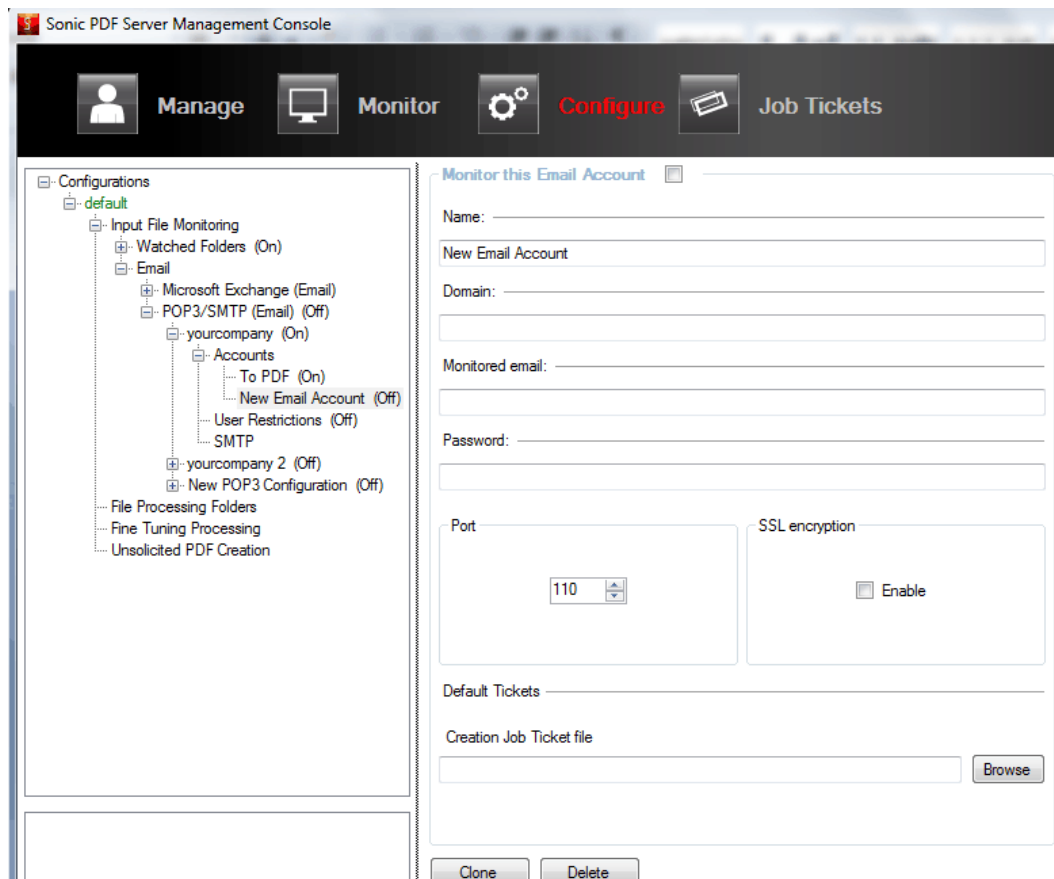 Sonic PDF Server Management Console
Manage
Monitor
Configure
Job Tickets
Configurations
default
Input File Monitoring
Watched Folders (On)
Email
Microsoft Exchange (Email)
POP3/SMTP (Email) (Off)
yourcompany (On)
Accounts
To PDF (On)
New Email Account (Off)
User Restrictions (Off)
SMTP
yourcompany 2 (Off)
New POP3 Configuration (Off)
File Processing Folders
Fine Tuning Processing
Unsolicited PDF Creation
Monitor this Email Account
Name:
New Email Account
Domain:
Monitored email:
Password:
Port
110
SSL encryption
Enable
Default Tickets
Creation Job Ticket file
Browse
Clone
Delete